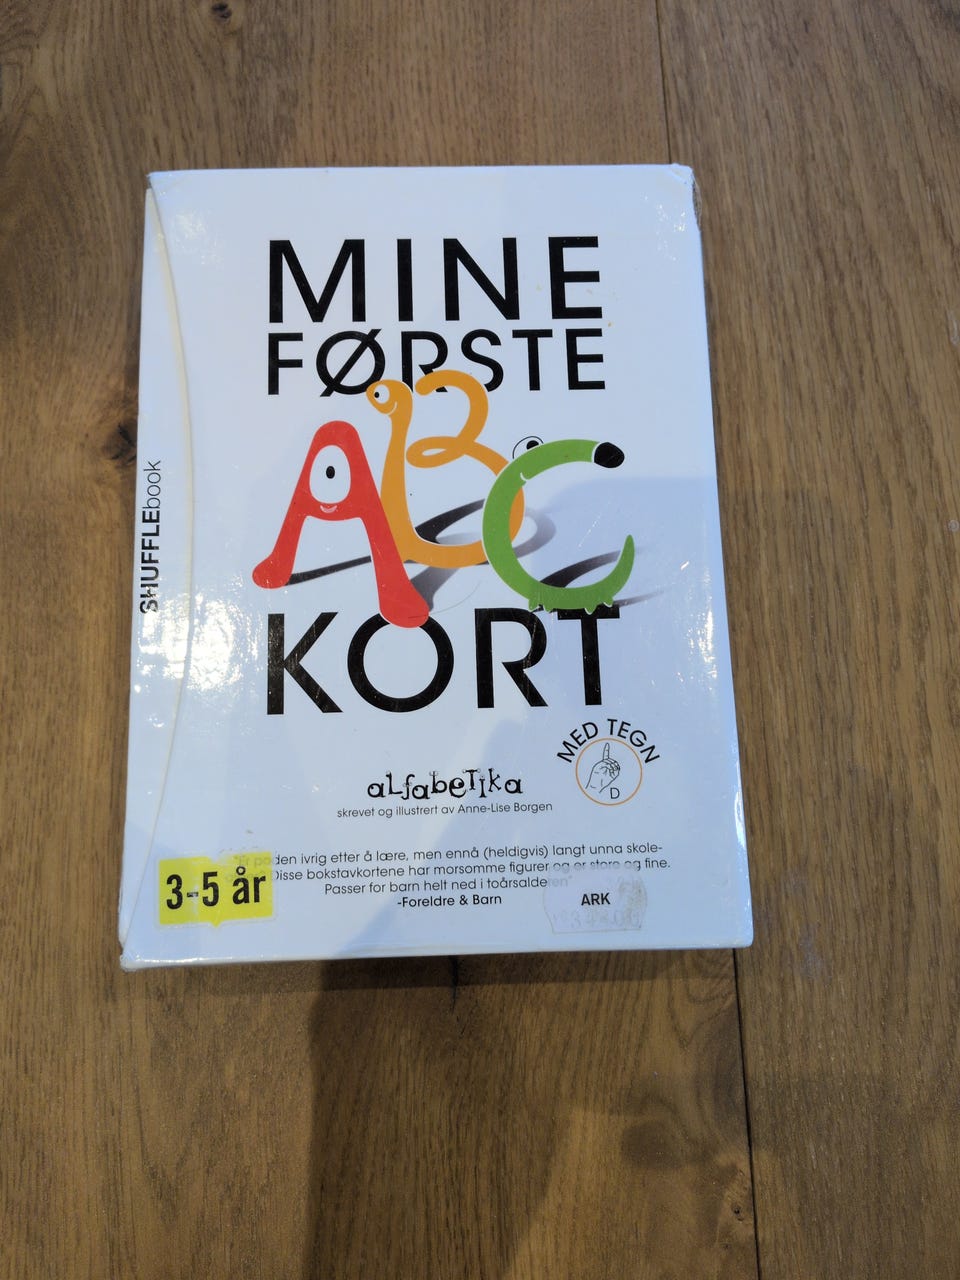 MINE
FØRSTE
ABC
KORT
SHUFFLEbook
MED TEGN
D
alfabetika
skrevet og illustrert av Anne-Lise Borgen
den ivrig etter å lære, men ennå (heldigvis) langt unna skole-
Disse bokstavkortene har morsomme figurer og er store og fine.
Passer for barn helt ned i toårsalderen"
-Foreldre & Barn
3-5 år
ARK